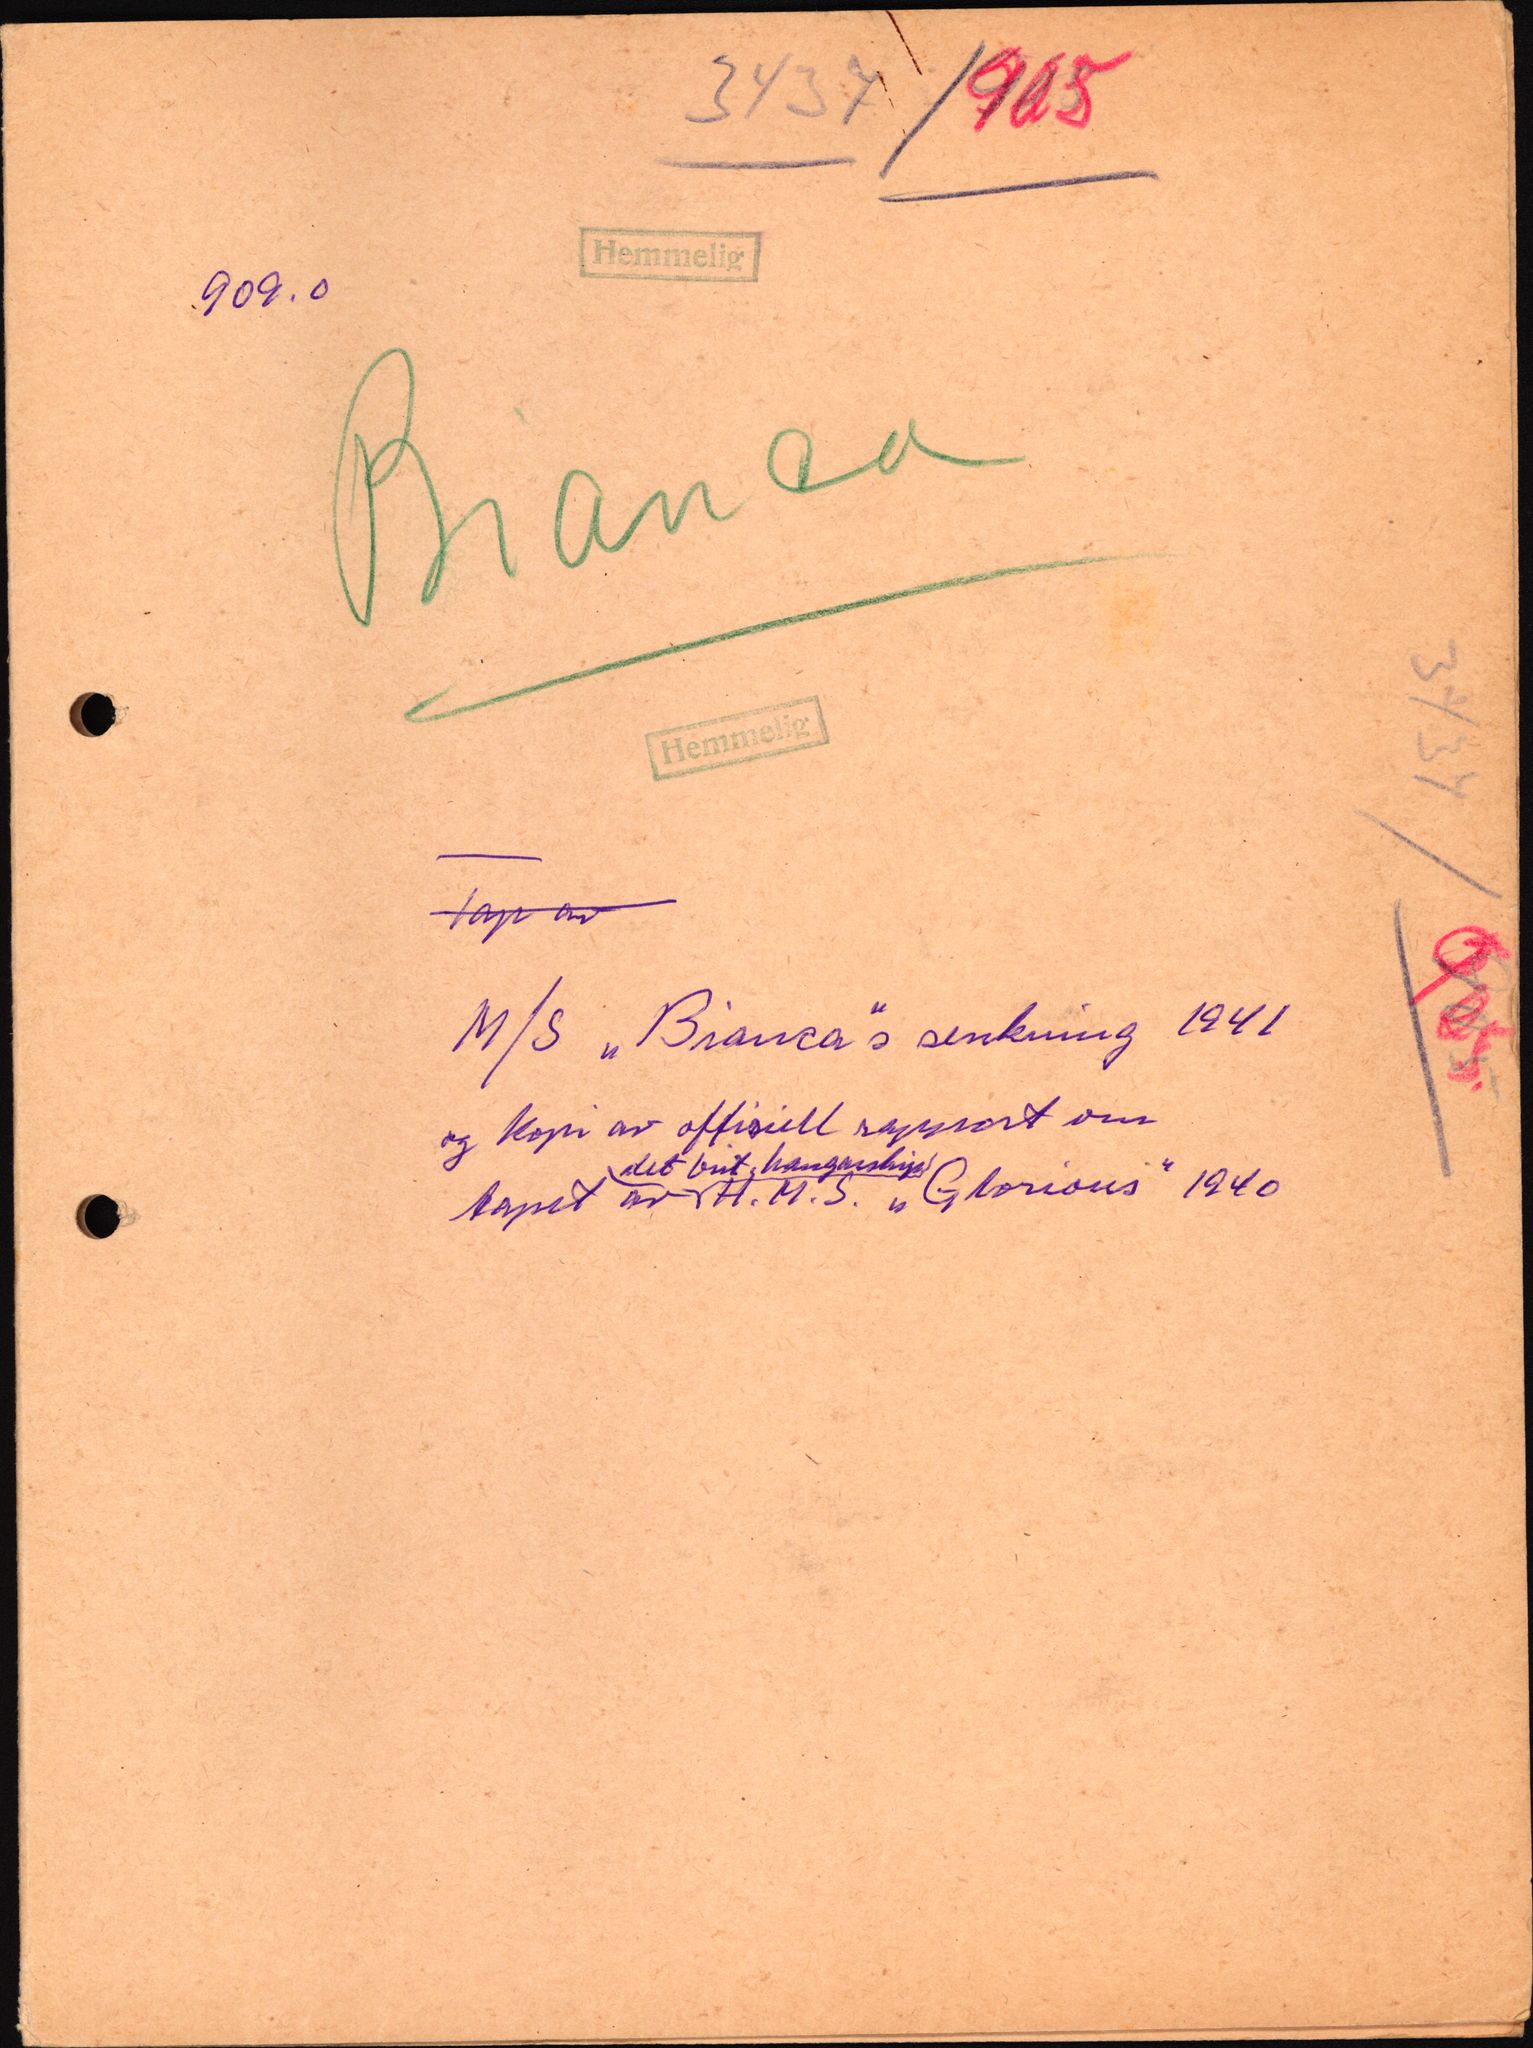 3437/905
Hemmelig
909.0
Bianca
Hemmelig
Tap av
M/S „Bianca“s senkning 1941
og kopi av offisiell rapport om
det brit. hangarskip
tapet av H.M.S. „Glorious“ 1940
3437/905.